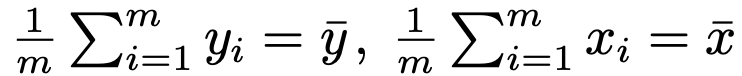 $\frac{1}{m} \sum_{i=1}^{m} y_i = \bar{y}, \; \frac{1}{m} \sum_{i=1}^{m} x_i = \bar{x}$